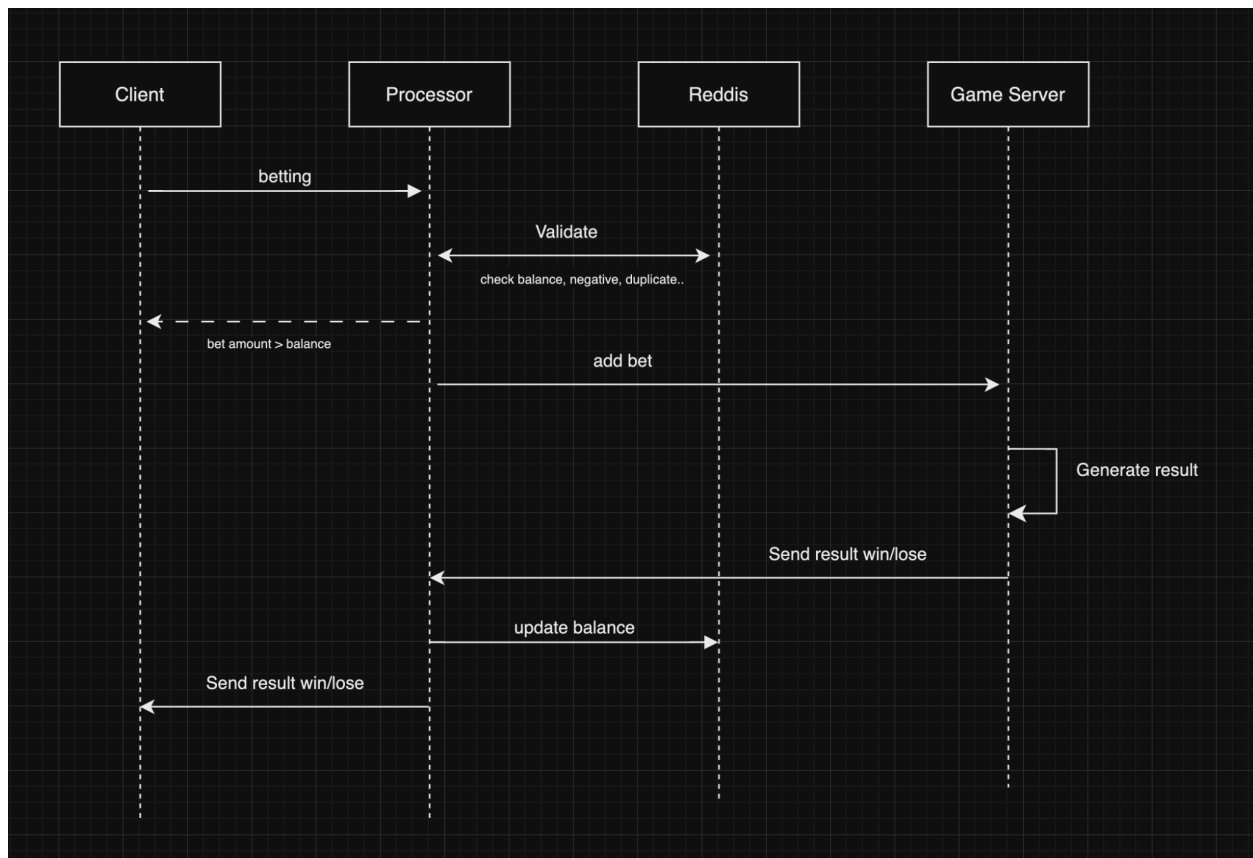 Client
Processor
Reddis
Game Server
betting
Validate
check balance, negative, duplicate..
bet amount > balance
add bet
Generate result
Send result win/lose
update balance
Send result win/lose